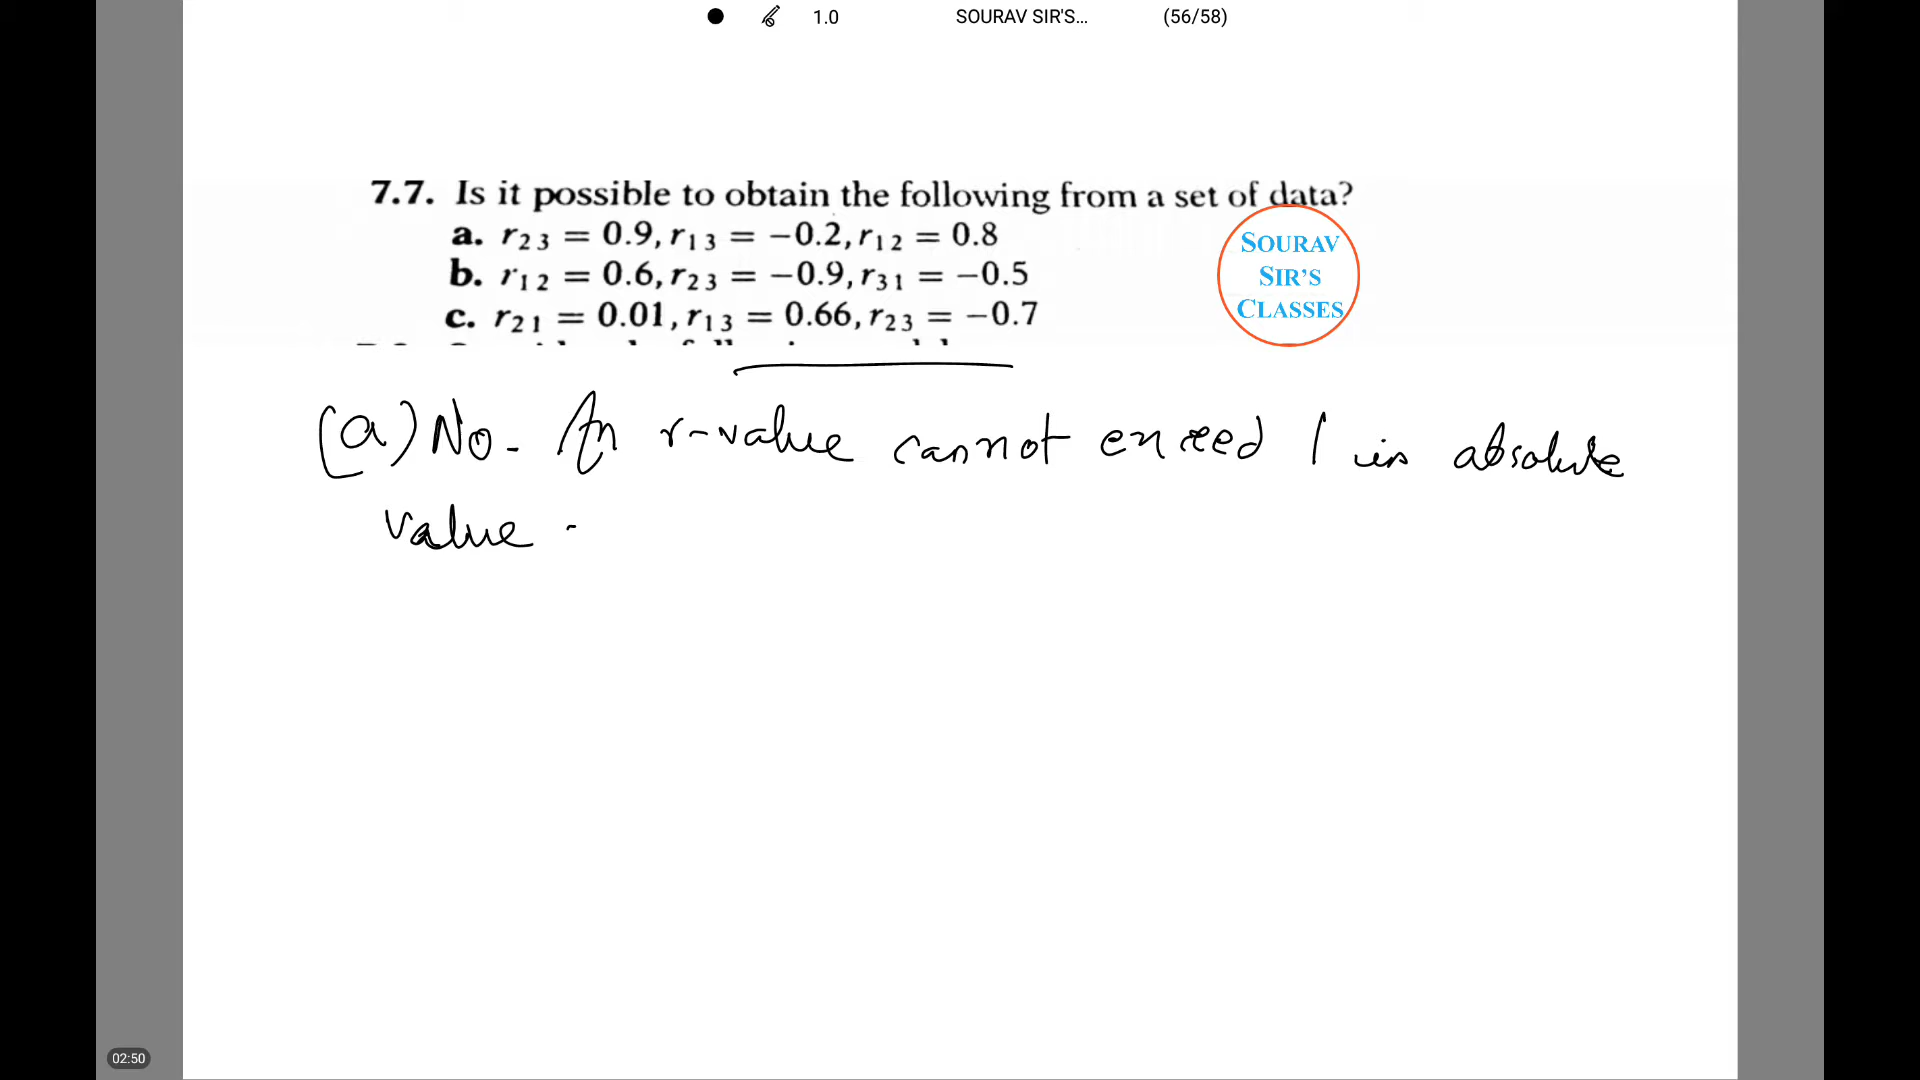 1.0 SOURAV SIR'S... (56/58)
7.7. Is it possible to obtain the following from a set of data?
a. r₂₃ = 0.9, r₁₃ = −0.2, r₁₂ = 0.8
b. r₁₂ = 0.6, r₂₃ = −0.9, r₃₁ = −0.5
c. r₂₁ = 0.01, r₁₃ = 0.66, r₂₃ = −0.7
SOURAV
SIR'S
CLASSES
(a) No. An r-value cannot exceed 1 in absolute
value.
02:50